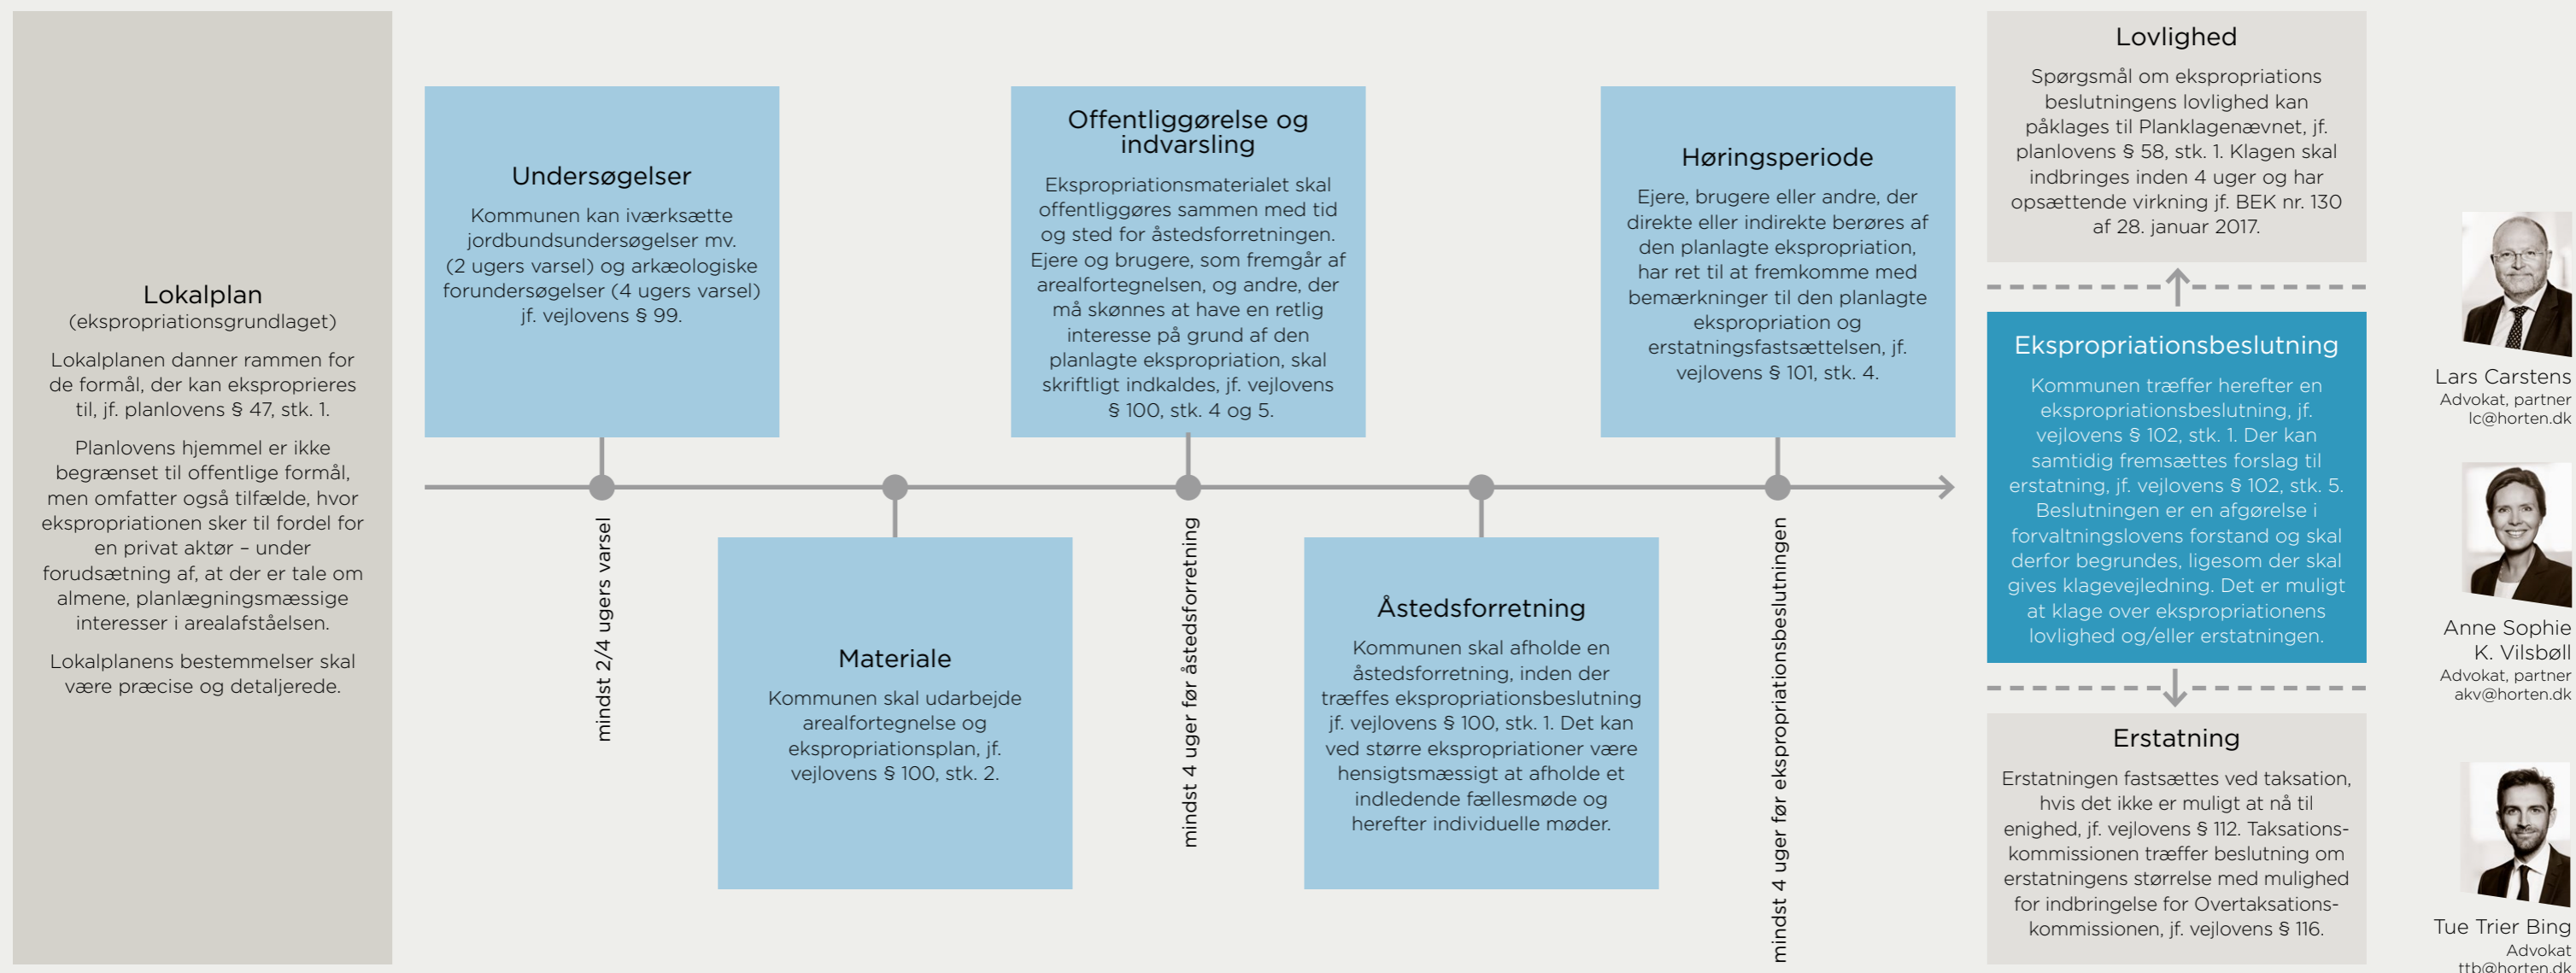 Lokalplan
(ekspropriationsgrundlaget)
Lokalplanen danner rammen for
de formål, der kan eksproprieres
til, jf. planlovens § 47, stk. 1.
Planlovens hjemmel er ikke
begrænset til offentlige formål,
men omfatter også tilfælde, hvor
ekspropriationen sker til fordel for
en privat aktør – under
forudsætning af, at der er tale om
almene, planlægningsmæssige
interesser i arealafståelsen.
Lokalplanens bestemmelser skal
være præcise og detaljerede.
Undersøgelser
Kommunen kan iværksætte
jordbundsundersøgelser mv.
(2 ugers varsel) og arkæologiske
forundersøgelser (4 ugers varsel)
jf. vejlovens § 99.
mindst 2/4 ugers varsel
Materiale
Kommunen skal udarbejde
arealfortegnelse og
ekspropriationsplan, jf.
vejlovens § 100, stk. 2.
Offentliggørelse og
indvarsling
Ekspropriationsmaterialet skal
offentliggøres sammen med tid
og sted for åstedsforretningen.
Ejere og brugere, som fremgår af
arealfortegnelsen, og andre, der
må skønnes at have en retlig
interesse på grund af den
planlagte ekspropriation, skal
skriftligt indkaldes, jf. vejlovens
§ 100, stk. 4 og 5.
mindst 4 uger før åstedsforretning
Åstedsforretning
Kommunen skal afholde en
åstedsforretning, inden der
træffes ekspropriationsbeslutning
jf. vejlovens § 100, stk. 1. Det kan
ved større ekspropriationer være
hensigtsmæssigt at afholde et
indledende fællesmøde og
herefter individuelle møder.
Høringsperiode
Ejere, brugere eller andre, der
direkte eller indirekte berøres af
den planlagte ekspropriation,
har ret til at fremkomme med
bemærkninger til den planlagte
ekspropriation og
erstatningsfastsættelsen, jf.
vejlovens § 101, stk. 4.
mindst 4 uger før ekspropriationsbeslutningen
Lovlighed
Spørgsmål om ekspropriations
beslutningens lovlighed kan
påklages til Planklagenævnet, jf.
planlovens § 58, stk. 1. Klagen skal
indbringes inden 4 uger og har
opsættende virkning jf. BEK nr. 130
af 28. januar 2017.
Ekspropriationsbeslutning
Kommunen træffer herefter en
ekspropriationsbeslutning, jf.
vejlovens § 102, stk. 1. Der kan
samtidig fremsættes forslag til
erstatning, jf. vejlovens § 102, stk. 5.
Beslutningen er en afgørelse i
forvaltningslovens forstand og skal
derfor begrundes, ligesom der skal
gives klagevejledning. Det er muligt
at klage over ekspropriationens
lovlighed og/eller erstatningen.
Erstatning
Erstatningen fastsættes ved taksation,
hvis det ikke er muligt at nå til
enighed, jf. vejlovens § 112. Taksations-
kommissionen træffer beslutning om
erstatningens størrelse med mulighed
for indbringelse for Overtaksations-
kommissionen, jf. vejlovens § 116.
Lars Carstens
Advokat, partner
lc@horten.dk
Anne Sophie
K. Vilsbøll
Advokat, partner
akv@horten.dk
Tue Trier Bing
Advokat
ttb@horten.dk